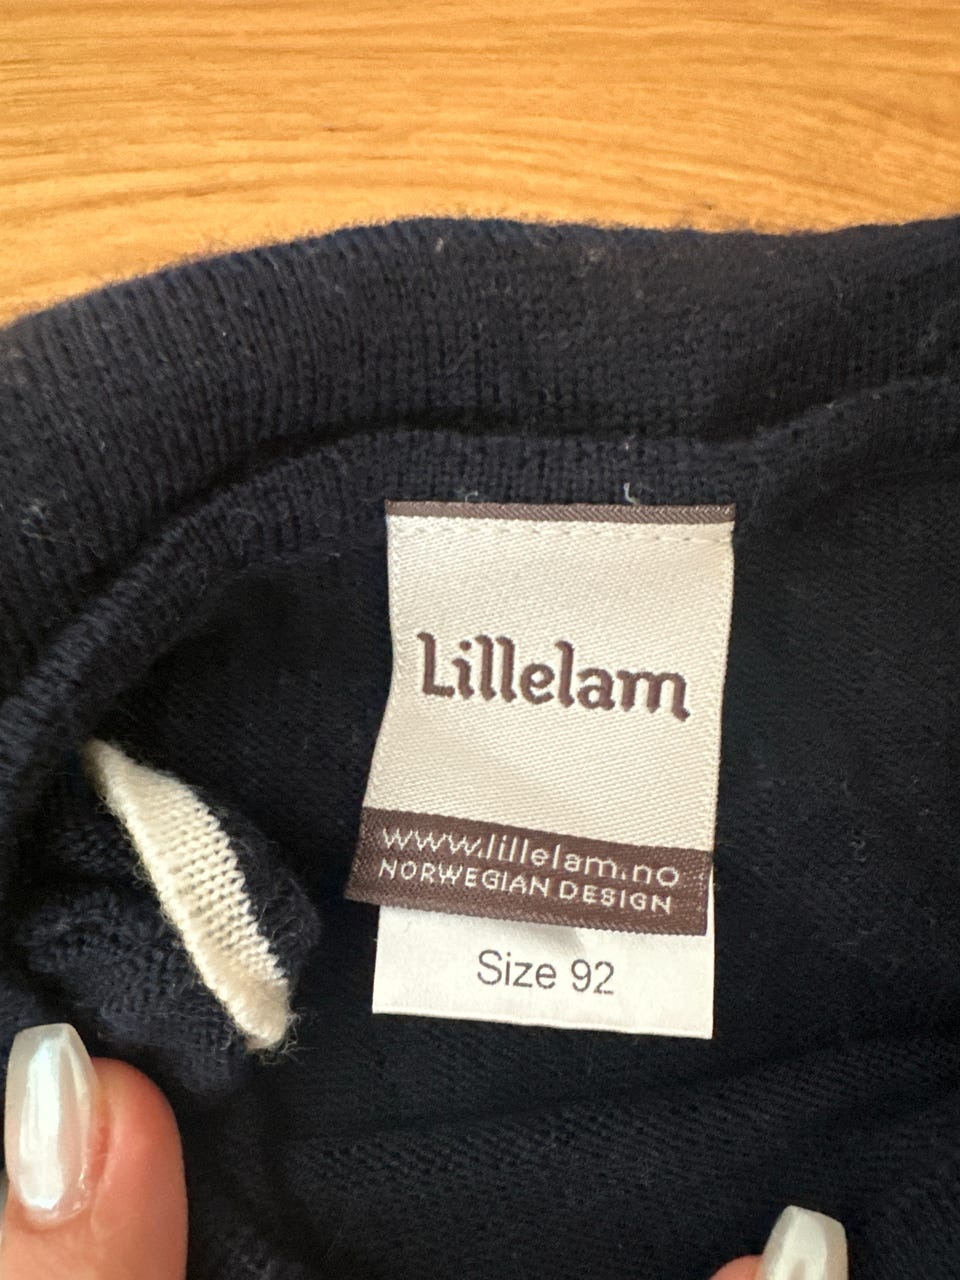 Lillelam
www.lillelam.no
NORWEGIAN DESIGN
Size 92